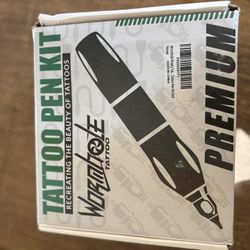 TATTOO PEN KIT
RECREATING THE BEAUTY OF TATTOOS
Wormhole
TATTOO
PREMIUM